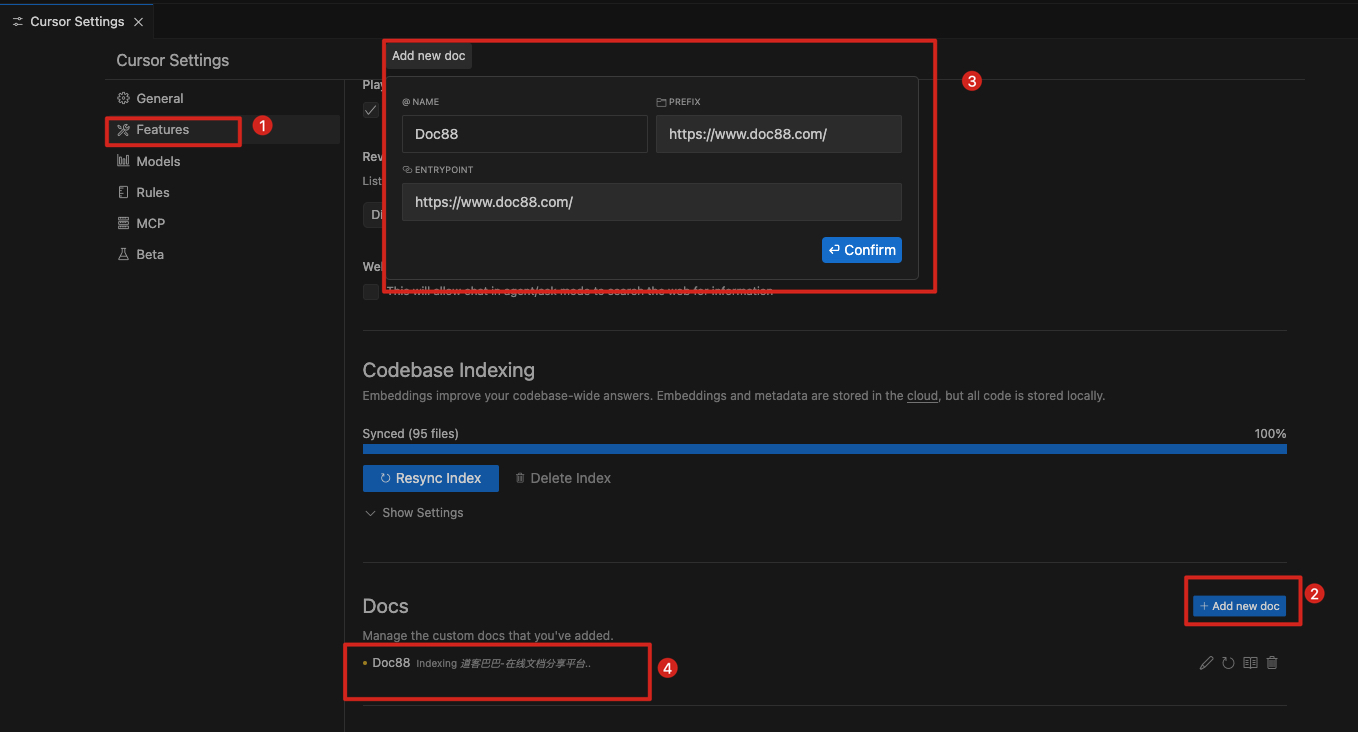 Cursor Settings
Cursor Settings
General
Features
1
Models
Rules
MCP
Beta
Add new doc
3
Play
@ NAME
PREFIX
Doc88
https://www.doc88.com/
Rev
ENTRYPOINT
List
https://www.doc88.com/
Di
Confirm
We
This will allow chat in agent/ask mode to search the web for information
Codebase Indexing
Embeddings improve your codebase-wide answers. Embeddings and metadata are stored in the cloud, but all code is stored locally.
Synced (95 files)
100%
Resync Index
Delete Index
Show Settings
Docs
+ Add new doc
2
Manage the custom docs that you've added.
Doc88 Indexing 道客巴巴-在线文档分享平台..
4